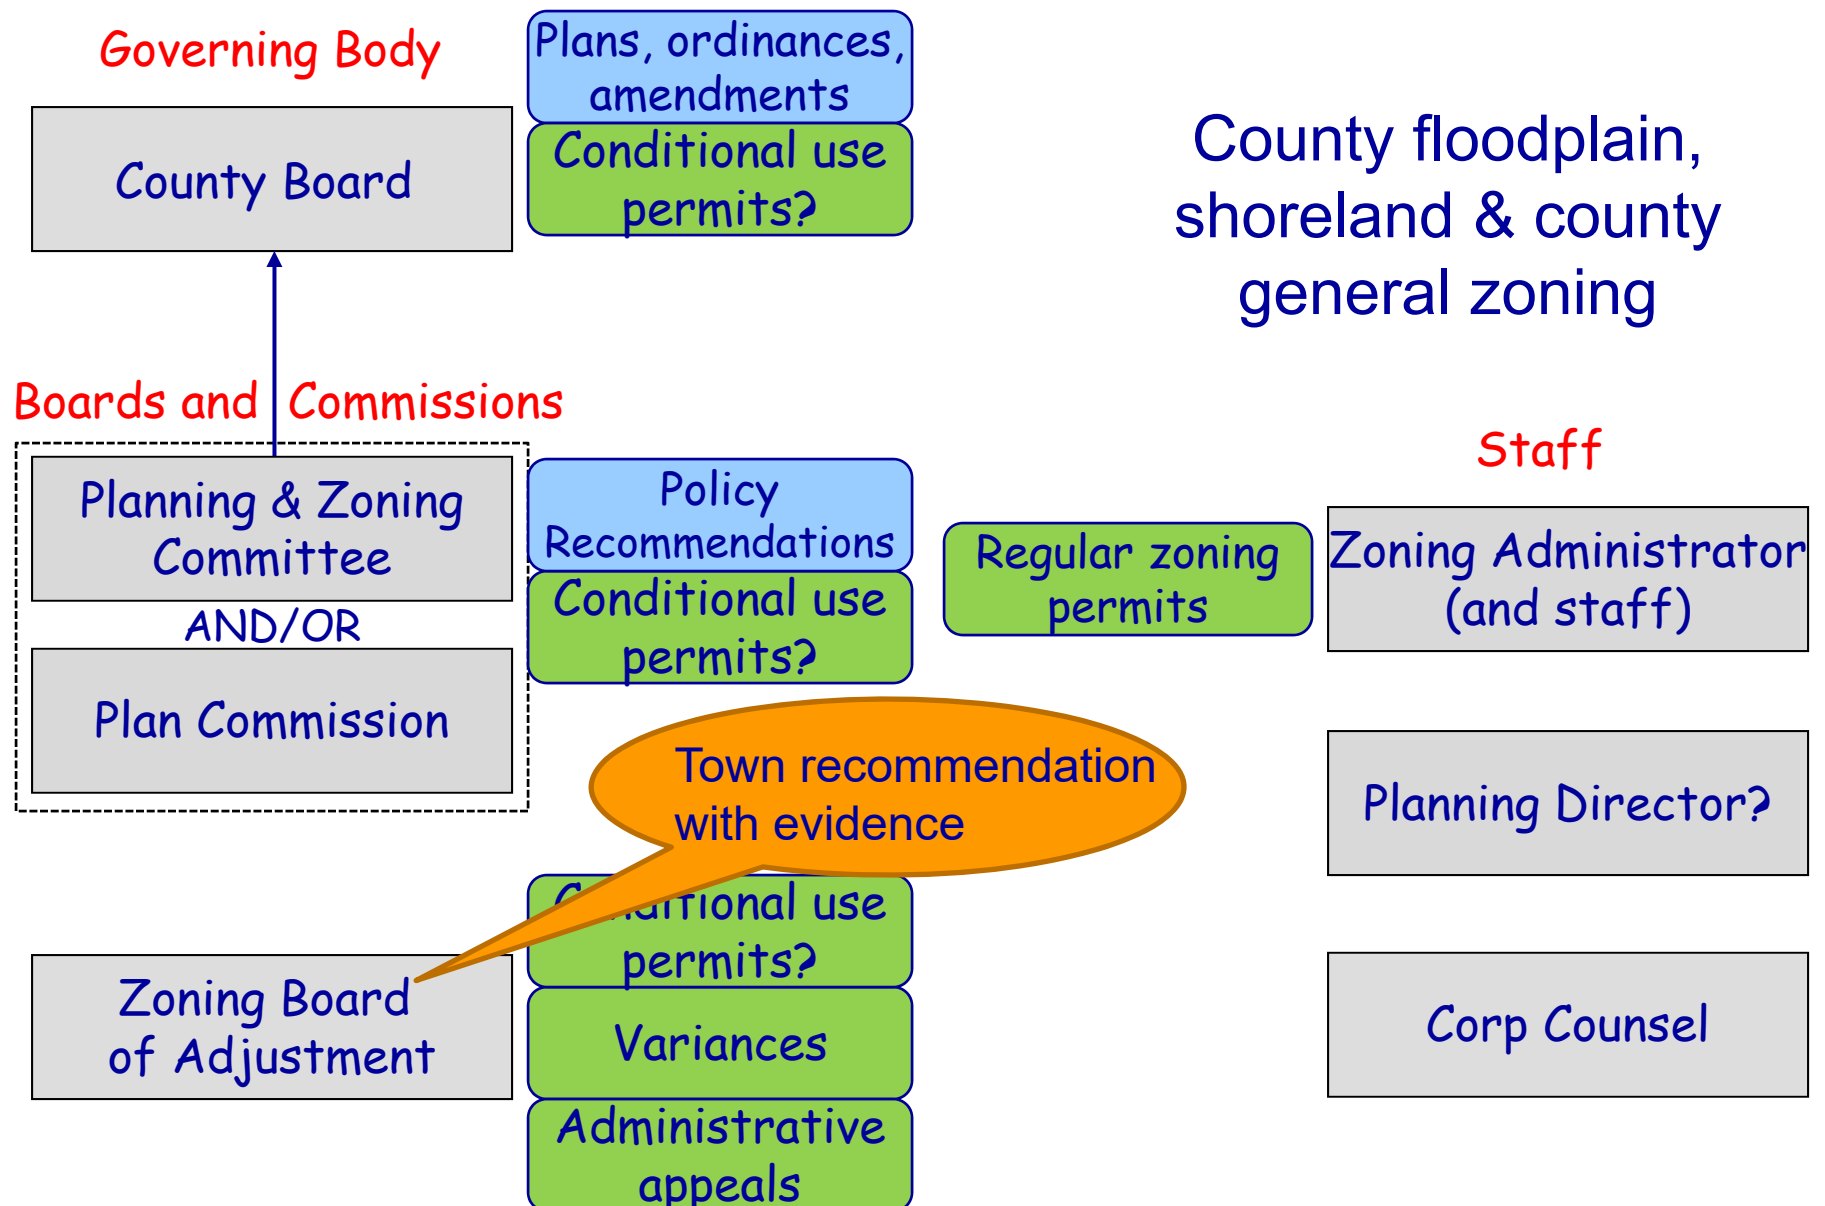 Governing Body
Plans, ordinances,
amendments
County Board
Conditional use
permits?
County floodplain,
shoreland & county
general zoning
Boards and Commissions
Planning & Zoning
Committee
AND/OR
Plan Commission
Policy
Recommendations
Conditional use
permits?
Regular zoning
permits
Staff
Zoning Administrator
(and staff)
Town recommendation
with evidence
Planning Director?
Zoning Board
of Adjustment
Conditional use
permits?
Variances
Administrative
appeals
Corp Counsel